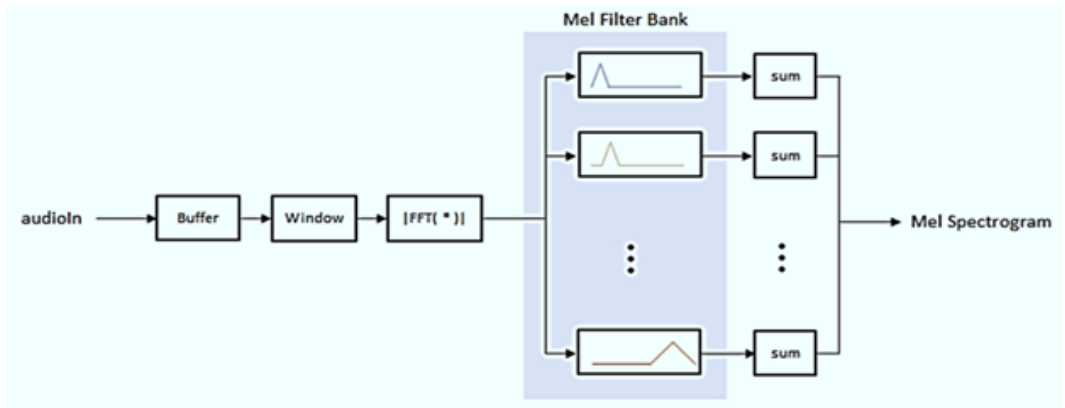 Mel Filter Bank
sum
sum
audioIn
Buffer
Window
|FFT( * )|
Mel Spectrogram
sum